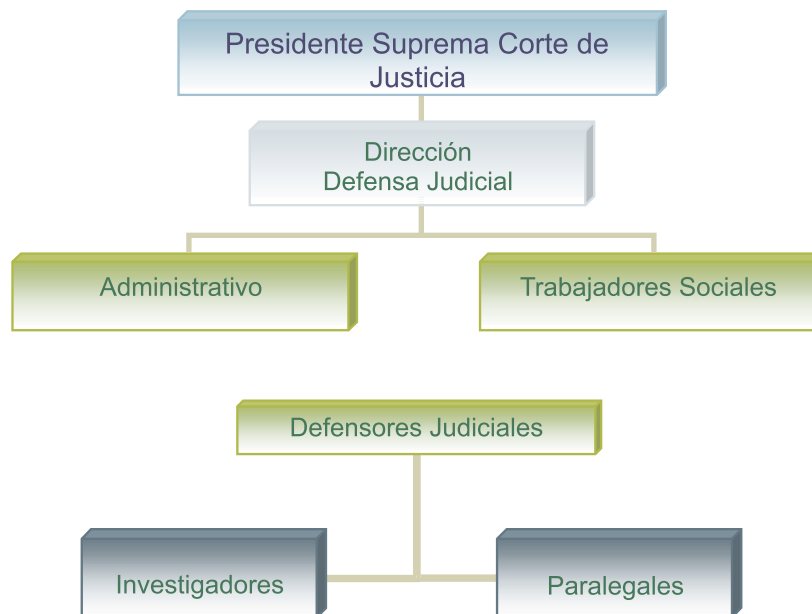 Presidente Suprema Corte de
Justicia
Dirección
Defensa Judicial
Administrativo
Trabajadores Sociales
Defensores Judiciales
Investigadores
Paralegales